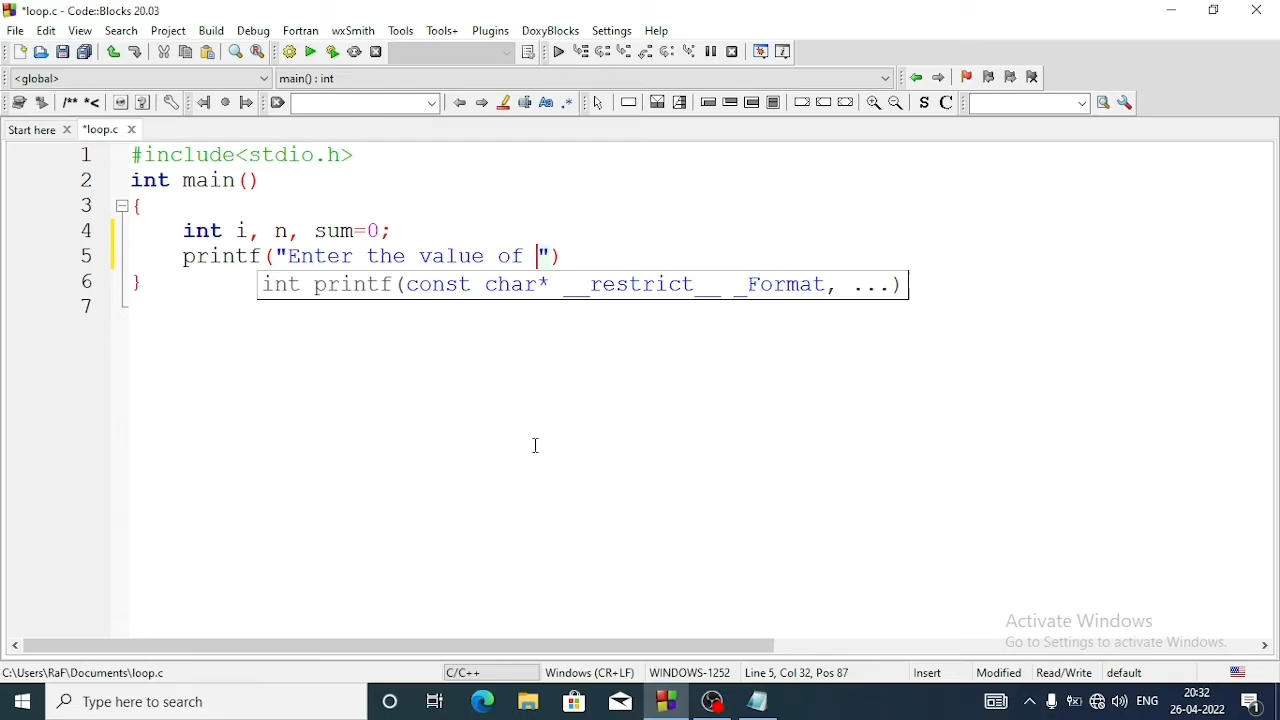 *loop.c - Code::Blocks 20.03
File Edit View Search Project Build Debug Fortran wxSmith Tools Tools+ Plugins DoxyBlocks Settings Help
<global> main() : int
/** *< .* S C
Start here *loop.c
1 #include<stdio.h>
2 int main()
3 {
4 int i, n, sum=0;
5 printf("Enter the value of ")
6 }
int printf(const char* __restrict__ _Format, ...)
7
Activate Windows
Go to Settings to activate Windows.
C:\Users\RaF\Documents\loop.c C/C++ Windows (CR+LF) WINDOWS-1252 Line 5, Col 32, Pos 87 Insert Modified Read/Write default
Type here to search ENG 20:32
26-04-2022 1